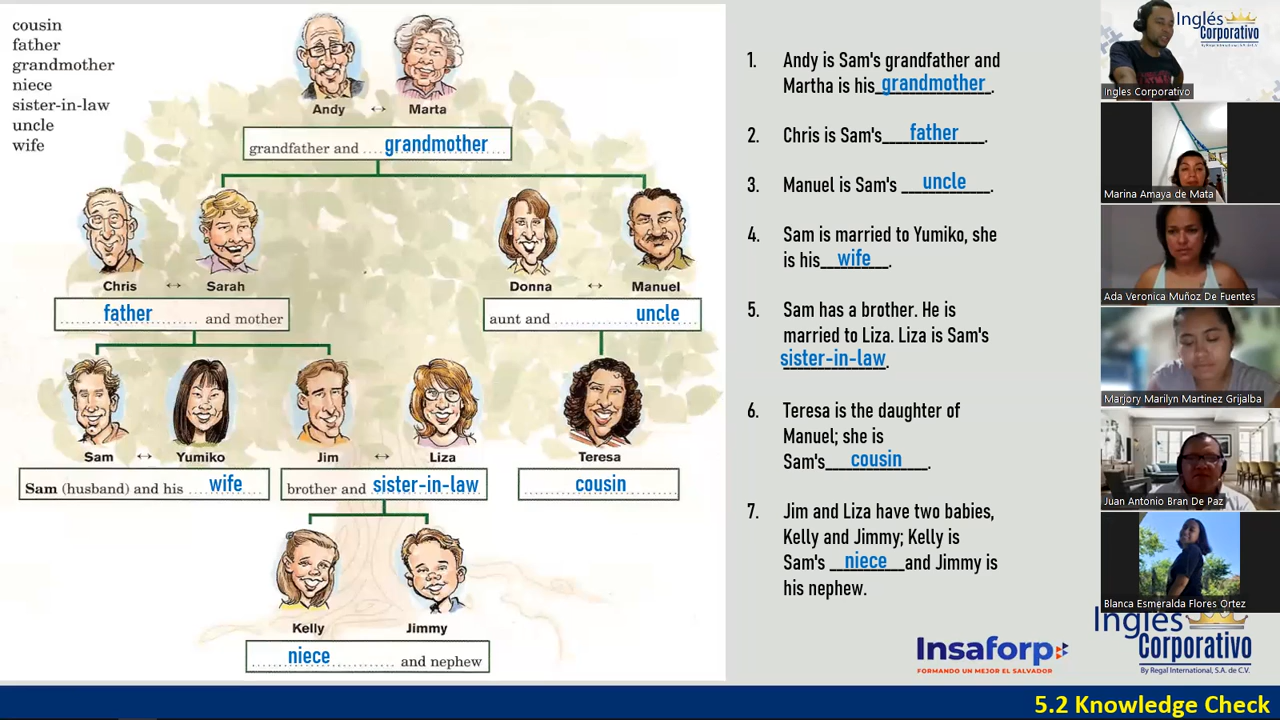 cousin
father
grandmother
niece
sister-in-law
uncle
wife
Andy ↔ Marta
grandfather and .... grandmother ...
Chris ↔ Sarah
father and mother
Donna ↔ Manuel
aunt and .... uncle
Sam ↔ Yumiko
Jim ↔ Liza
Teresa
Sam (husband) and his .... wife
brother and sister-in-law
cousin
Kelly
Jimmy
niece and nephew
1. Andy is Sam's grandfather and
Martha is his grandmother.
2. Chris is Sam's father.
3. Manuel is Sam's uncle.
4. Sam is married to Yumiko, she
is his wife.
5. Sam has a brother. He is
married to Liza. Liza is Sam's
sister-in-law.
6. Teresa is the daughter of
Manuel; she is
Sam's cousin.
7. Jim and Liza have two babies,
Kelly and Jimmy; Kelly is
Sam's niece and Jimmy is
his nephew.
Insaforp
FORMANDO UN MEJOR EL SALVADOR
Inglés
Corporativo
By Regal International, S.A. de C.V.
5.2 Knowledge Check
Inglés
Corporativo
By Regal International, S.A. de C.V.
Ingles Corporativo
Marina Amaya de Mata
Ada Veronica Muñoz De Fuentes
Marjory Marilyn Martinez Grijalba
Juan Antonio Bran De Paz
Blanca Esmeralda Flores Ortez